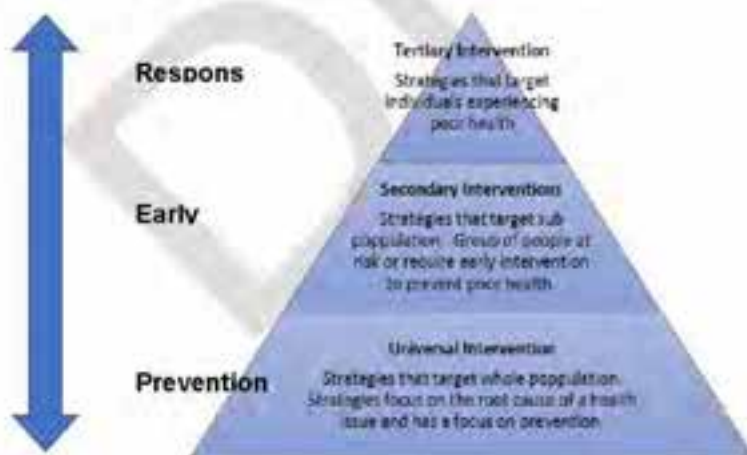 Respons
Tertiary Intervention
Strategies that target
individuals experiencing
poor health
Early
Secondary Interventions
Strategies that target sub
poppulation. Group of people at
risk or require early intervention
to prevent poor health
Prevention
Universal Intervention
Strategies that target whole poppulation.
Strategies focus on the root cause of a health
issue and has a focus on prevention